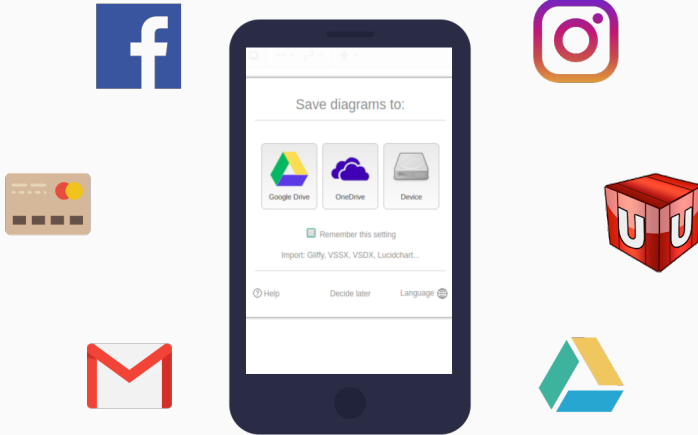 Save diagrams to:
Google Drive OneDrive Device
Remember this setting
Import: Gliffy, VSSX, VSDX, Lucidchart...
? Help Decide later Language
f
U U